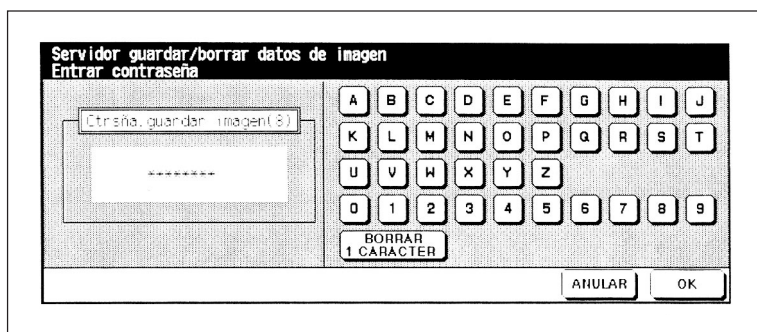 Servidor guardar/borrar datos de imagen
Entrar contraseña
Ctrsña.guardar imagen(8)
********
A B C D E F G H I J
K L M N O P Q R S T
U V W X Y Z
0 1 2 3 4 5 6 7 8 9
BORRAR
1 CARACTER
ANULAR OK